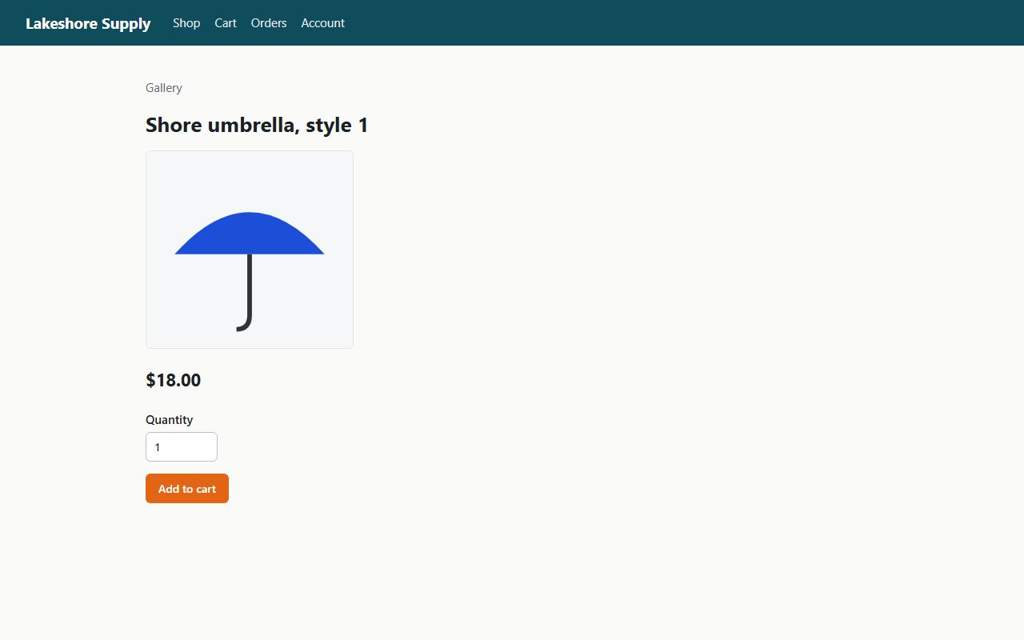 Lakeshore Supply Shop Cart Orders Account
Gallery
Shore umbrella, style 1
$18.00
Quantity
1
Add to cart